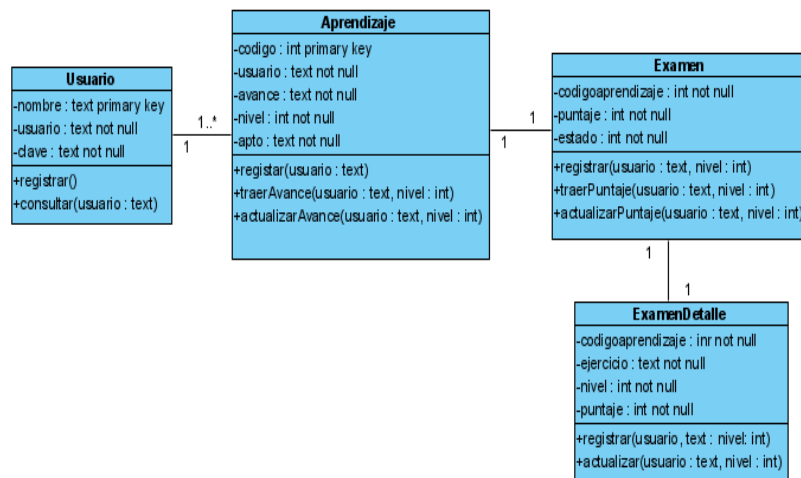 Usuario
-nombre : text primary key
-usuario : text not null
-clave : text not null
+registrar()
+consultar(usuario : text)
1..*
1
Aprendizaje
-codigo : int primary key
-usuario : text not null
-avance : text not null
-nivel : int not null
-apto : text not null
+registar(usuario : text)
+traerAvance(usuario : text, nivel : int)
+actualizarAvance(usuario : text, nivel : int)
1
1
Examen
-codigoaprendizaje : int not null
-puntaje : int not null
-estado : int not null
+registrar(usuario : text, nivel : int)
+traerPuntaje(usuario : text, nivel : int)
+actualizarPuntaje(usuario : text, nivel : int)
1
1
ExamenDetalle
-codigoaprendizaje : inr not null
-ejercicio : text not null
-nivel : int not null
-puntaje : int not null
+registrar(usuario, text : nivel: int)
+actualizar(usuario : text, nivel : int)